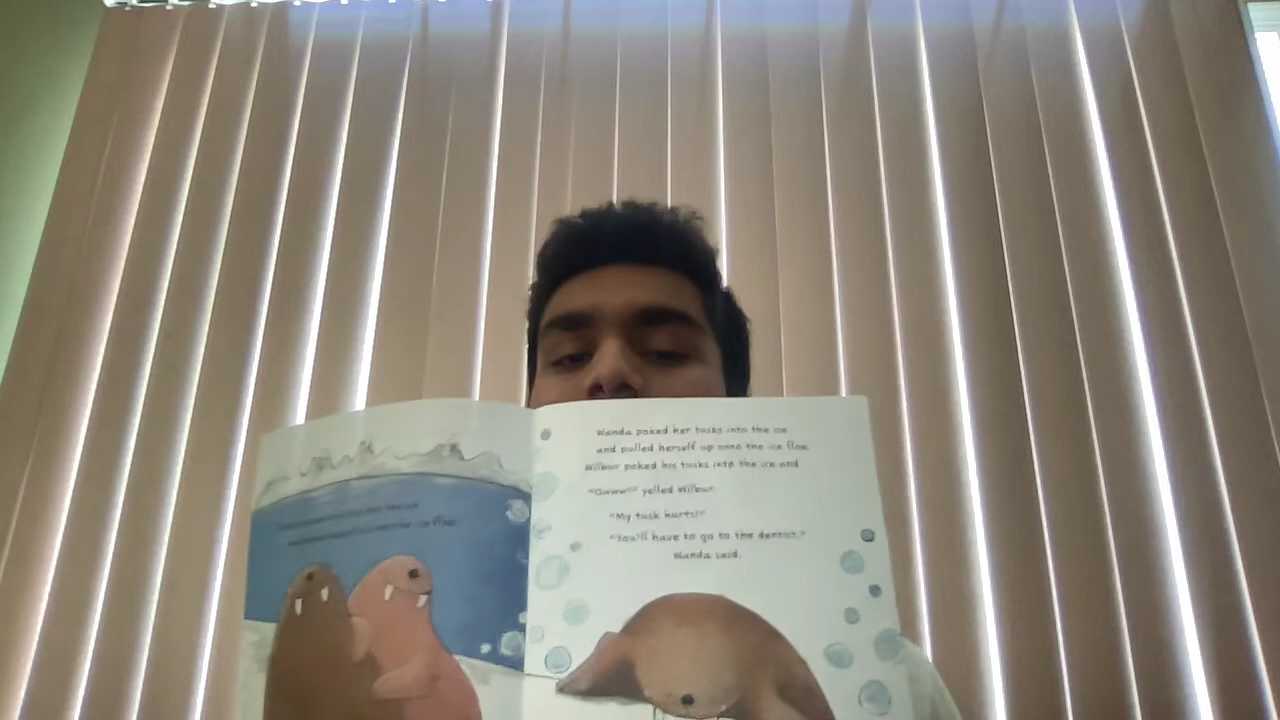 Wanda poked her tusks into the ice
and pulled herself up onto the ice floe.
Wilbur poked his tusks into the ice and
"Owww!" yelled Wilbur.
"My tusk hurts!"
"You'll have to go to the dentist,"
Wanda said.